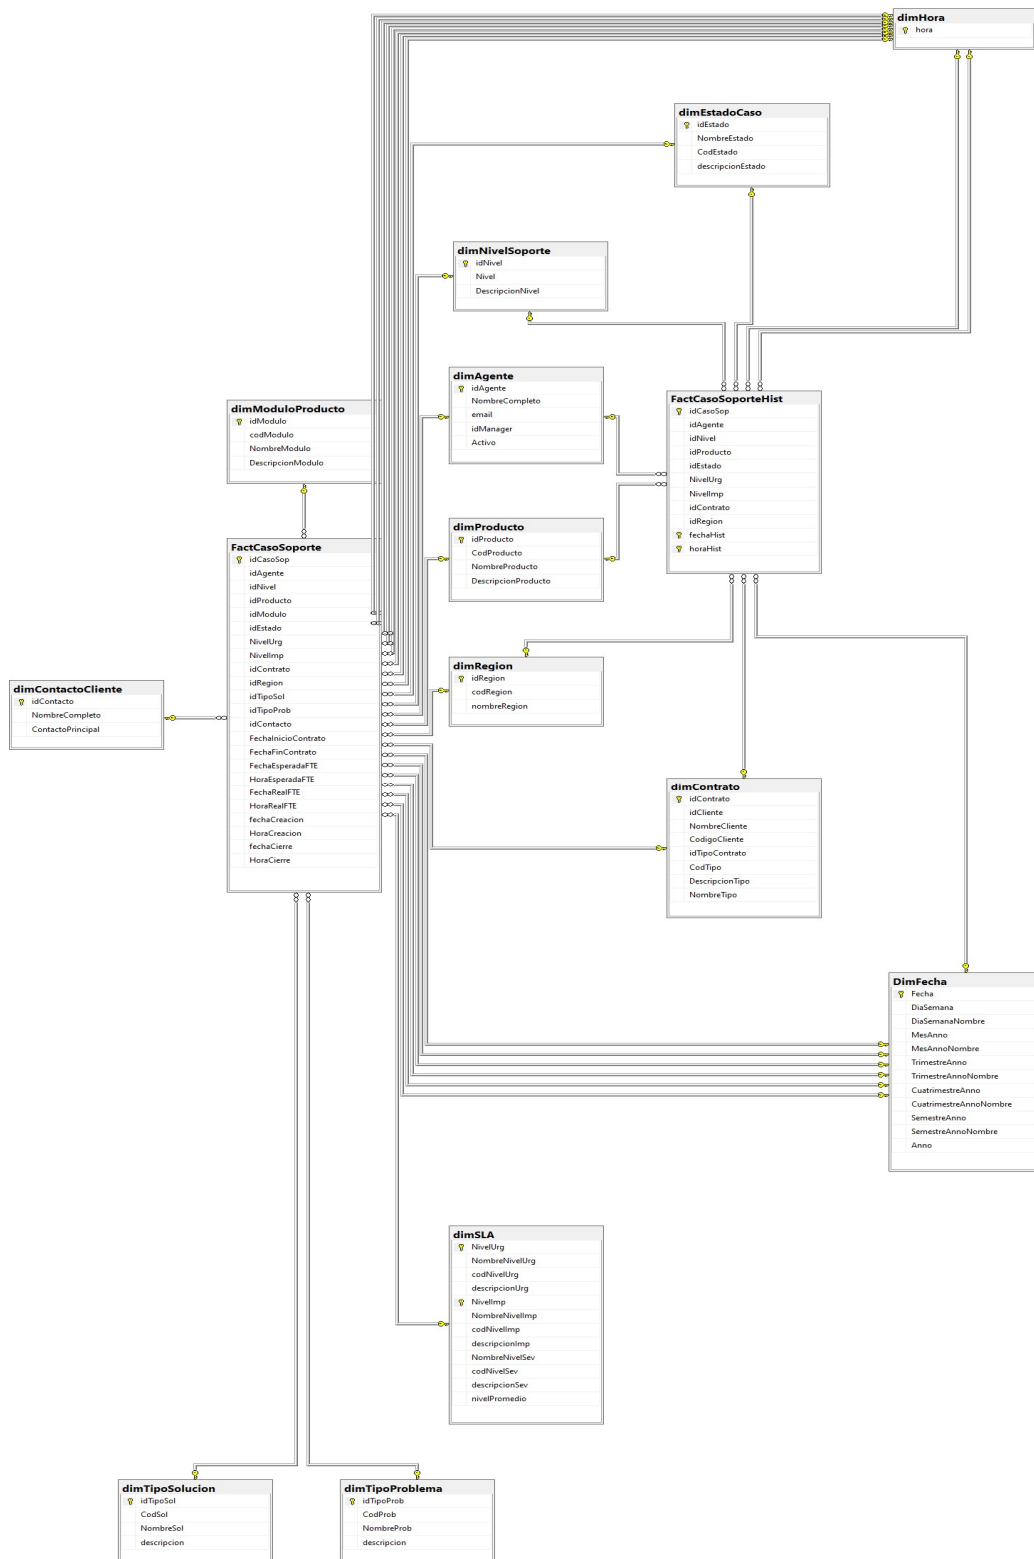 dimHora
hora
dimEstadoCaso
idEstado
NombreEstado
CodEstado
descripcionEstado
dimNivelSoporte
idNivel
Nivel
DescripcionNivel
dimAgente
idAgente
NombreCompleto
email
idManager
Activo
FactCasoSoporteHist
idCasoSop
idAgente
idNivel
idProducto
idEstado
NivelUrg
NivelImp
idContrato
idRegion
fechaHist
horaHist
dimModuloProducto
idModulo
codModulo
NombreModulo
DescripcionModulo
dimProducto
idProducto
CodProducto
NombreProducto
DescripcionProducto
FactCasoSoporte
idCasoSop
idAgente
idNivel
idProducto
idModulo
idEstado
NivelUrg
NivelImp
idContrato
idRegion
idTipoSol
idTipoProb
idContacto
FechaInicioContrato
FechaFinContrato
FechaEsperadaFTE
HoraEsperadaFTE
FechaRealFTE
HoraRealFTE
fechaCreacion
HoraCreacion
fechaCierre
HoraCierre
dimRegion
idRegion
codRegion
nombreRegion
dimContactoCliente
idContacto
NombreCompleto
ContactoPrincipal
dimContrato
idContrato
idCliente
NombreCliente
CodigoCliente
idTipoContrato
CodTipo
DescripcionTipo
NombreTipo
DimFecha
Fecha
DiaSemana
DiaSemanaNombre
MesAnno
MesAnnoNombre
TrimestreAnno
TrimestreAnnoNombre
CuatrimestreAnno
CuatrimestreAnnoNombre
SemestreAnno
SemestreAnnoNombre
Anno
dimSLA
NivelUrg
NombreNivelUrg
codNivelUrg
descripcionUrg
NivelImp
NombreNivelImp
codNivelImp
descripcionImp
NombreNivelSev
codNivelSev
descripcionSev
nivelPromedio
dimTipoSolucion
idTipoSol
CodSol
NombreSol
descripcion
dimTipoProblema
idTipoProb
CodProb
NombreProb
descripcion